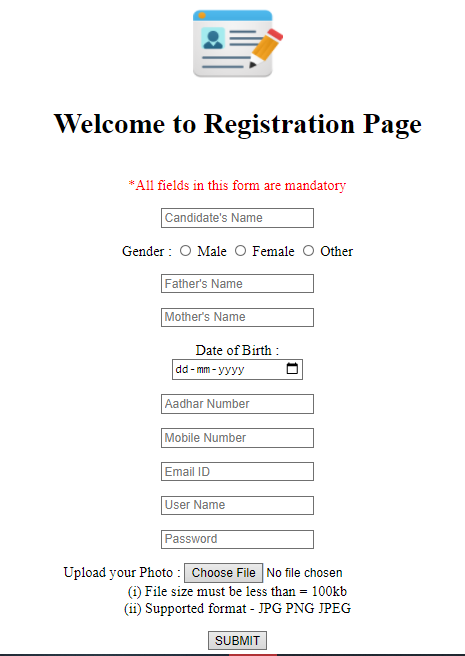 Welcome to Registration Page
*All fields in this form are mandatory
Candidate's Name
Gender : Male Female Other
Father's Name
Mother's Name
Date of Birth :
dd-mm-yyyy
Aadhar Number
Mobile Number
Email ID
User Name
Password
Upload your Photo : Choose File No file chosen
(i) File size must be less than = 100kb
(ii) Supported format - JPG PNG JPEG
SUBMIT